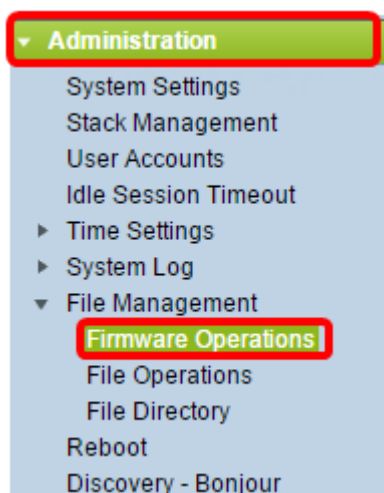 Administration
System Settings
Stack Management
User Accounts
Idle Session Timeout
Time Settings
System Log
File Management
Firmware Operations
File Operations
File Directory
Reboot
Discovery - Bonjour